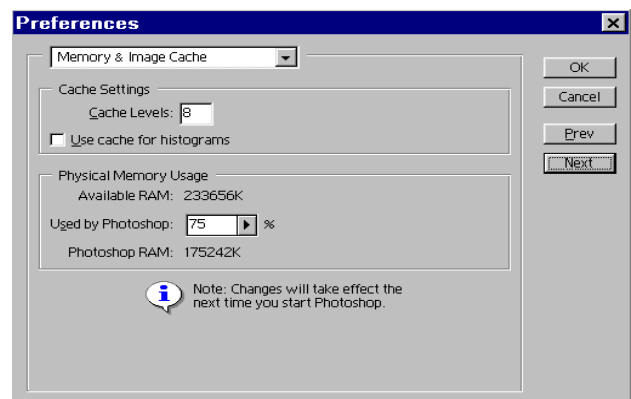 Preferences
Memory & Image Cache
OK
Cancel
Prev
Next
Cache Settings
Cache Levels: 8
Use cache for histograms
Physical Memory Usage
Available RAM: 233656K
Used by Photoshop: 75 %
Photoshop RAM: 175242K
Note: Changes will take effect the
next time you start Photoshop.